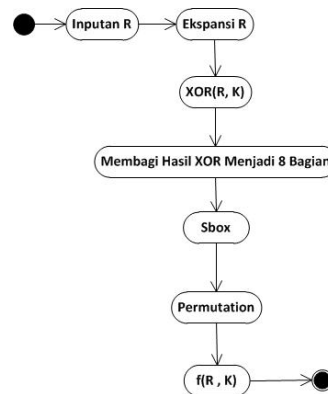 Inputan R
Ekspansi R
XOR(R, K)
Membagi Hasil XOR Menjadi 8 Bagian
Sbox
Permutation
f(R , K)